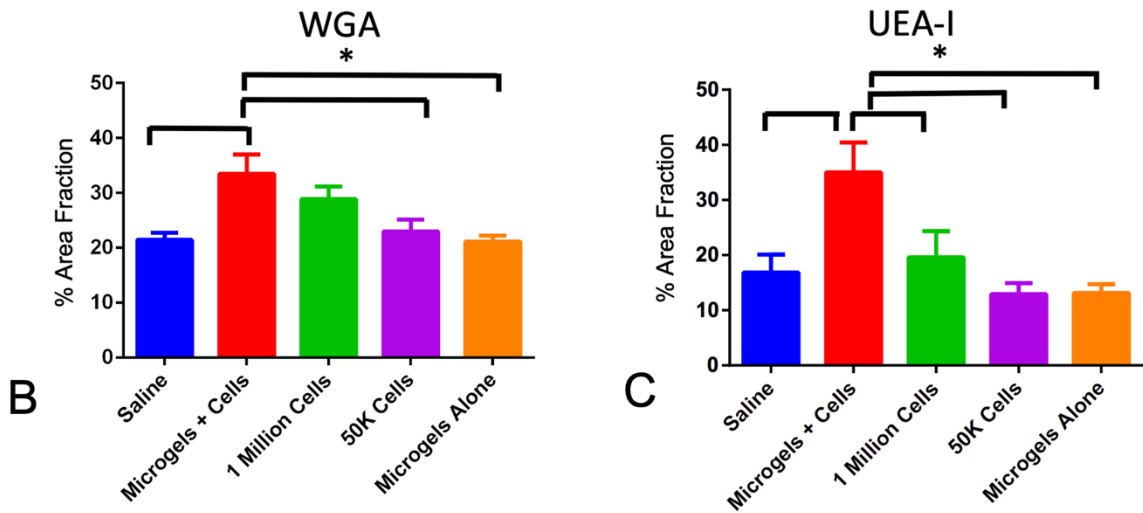 WGA
*
% Area Fraction
50
40
30
20
10
0
Saline
Microgels + Cells
1 Million Cells
50K Cells
Microgels Alone
B
UEA-I
*
% Area Fraction
50
40
30
20
10
0
Saline
Microgels + Cells
1 Million Cells
50K Cells
Microgels Alone
C